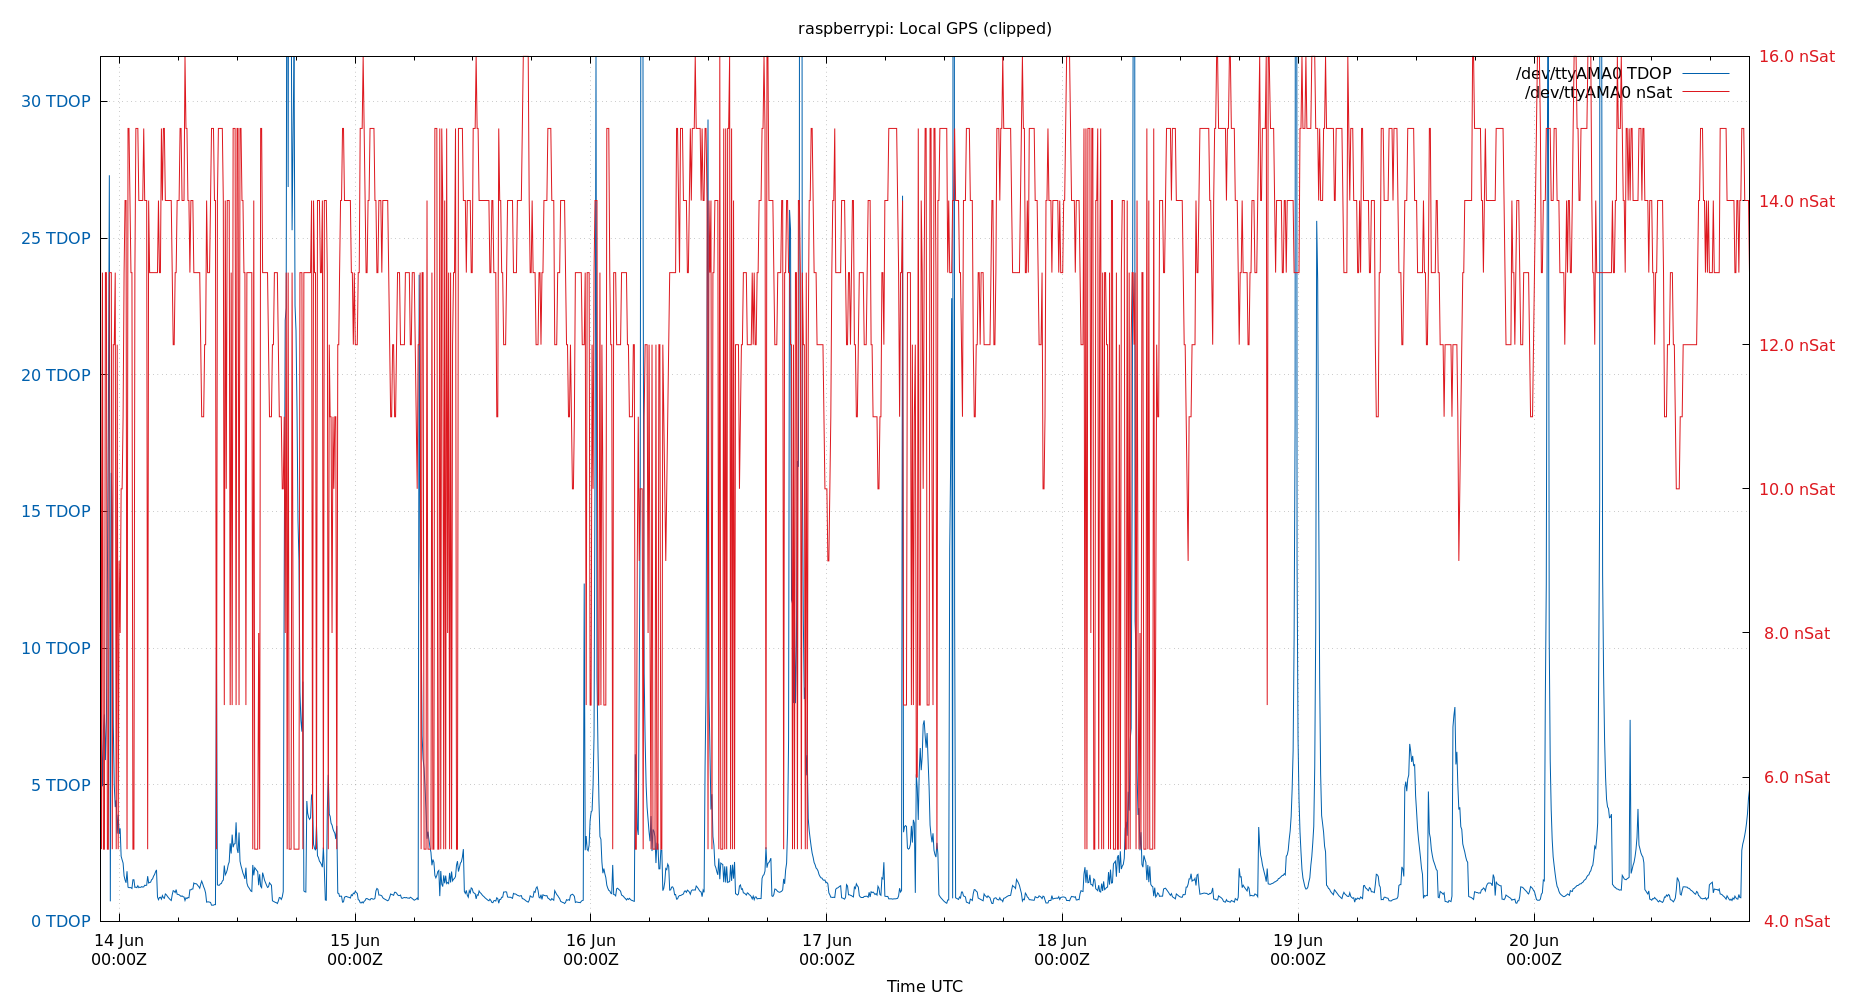 raspberrypi: Local GPS (clipped)
16.0 nSat
/dev/ttyAMA0 TDOP
/dev/ttyAMA0 nSat
30 TDOP
25 TDOP
14.0 nSat
20 TDOP
12.0 nSat
15 TDOP
10.0 nSat
10 TDOP
8.0 nSat
5 TDOP
6.0 nSat
0 TDOP
4.0 nSat
14 Jun 15 Jun 16 Jun 17 Jun 18 Jun 19 Jun 20 Jun
00:00Z 00:00Z 00:00Z 00:00Z 00:00Z 00:00Z 00:00Z
Time UTC